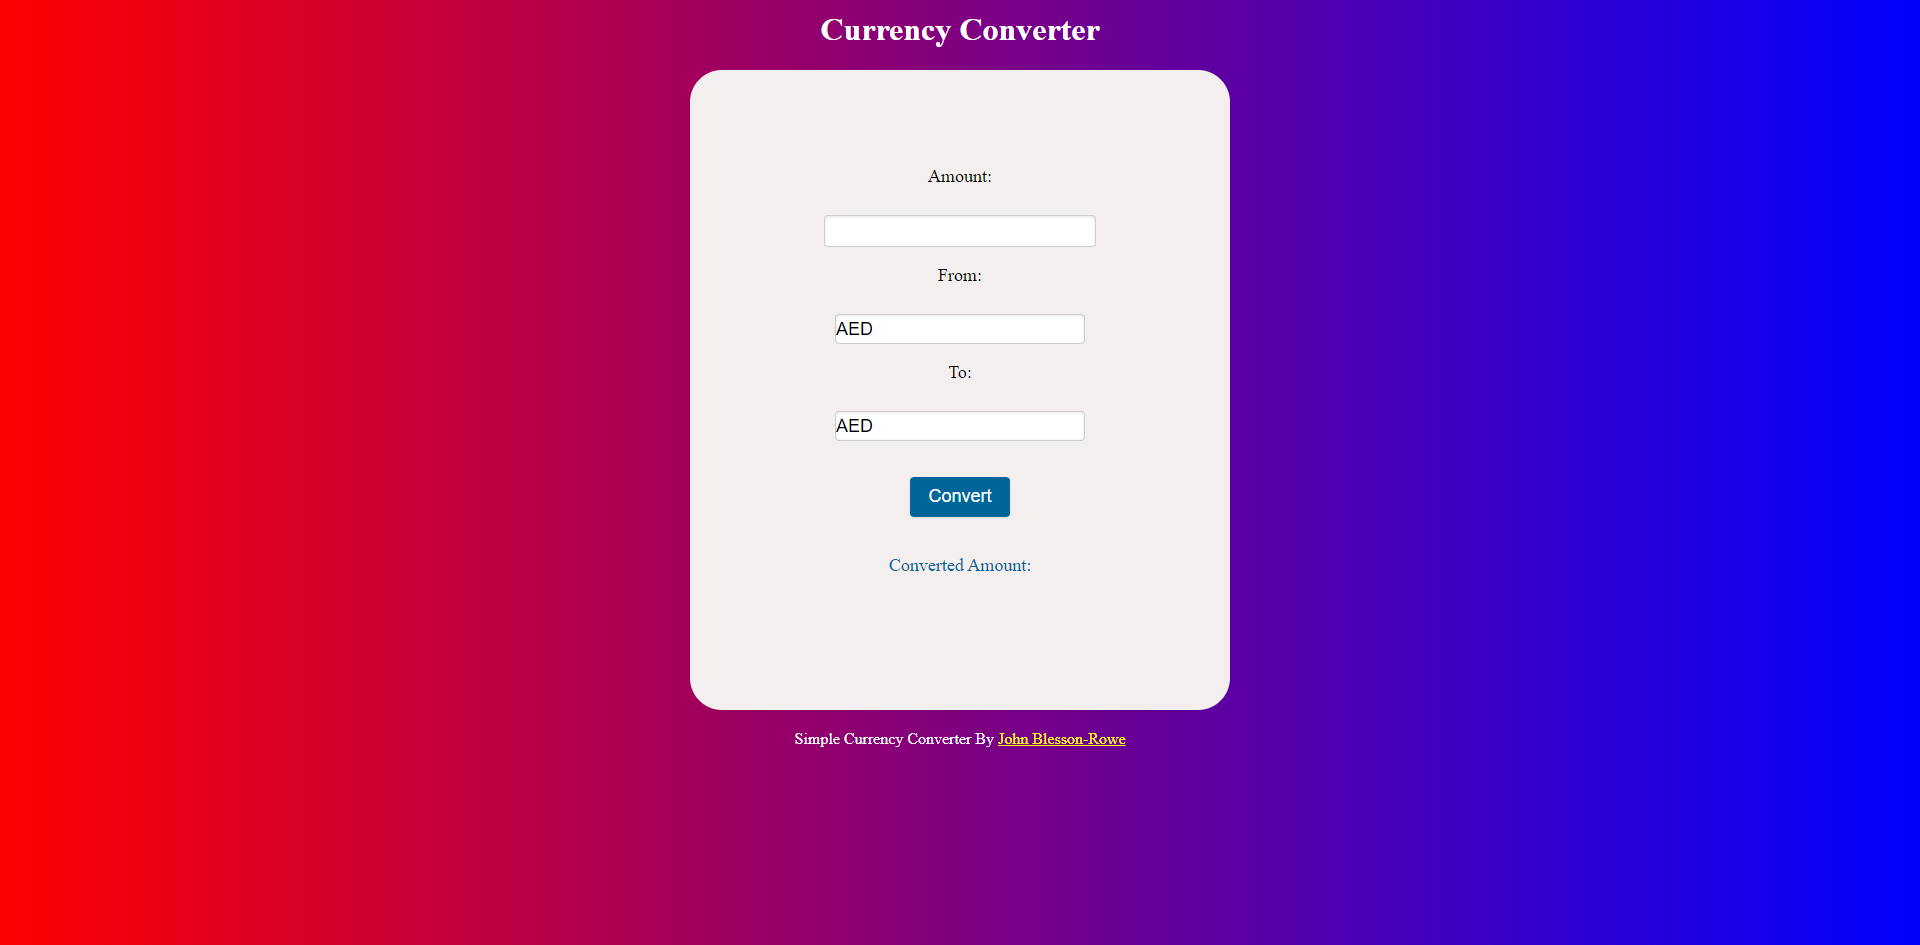 Currency Converter
Amount:
From:
AED
To:
AED
Convert
Converted Amount:
Simple Currency Converter By John Blesson-Rowe